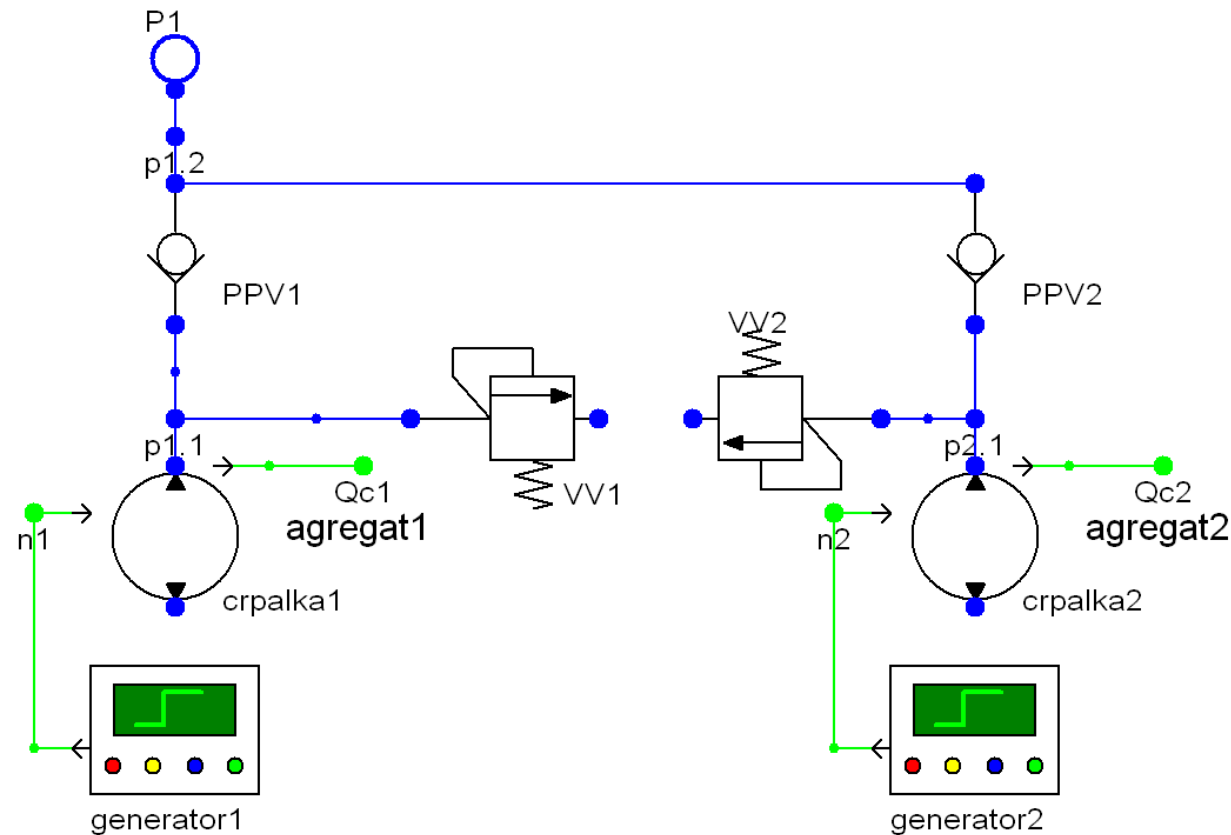 P1
p1.2
PPV1
PPV2
VV2
p1.1
p2.1
Qc1
VV1
Qc2
n1
agregat1
n2
agregat2
crpalka1
crpalka2
generator1
generator2